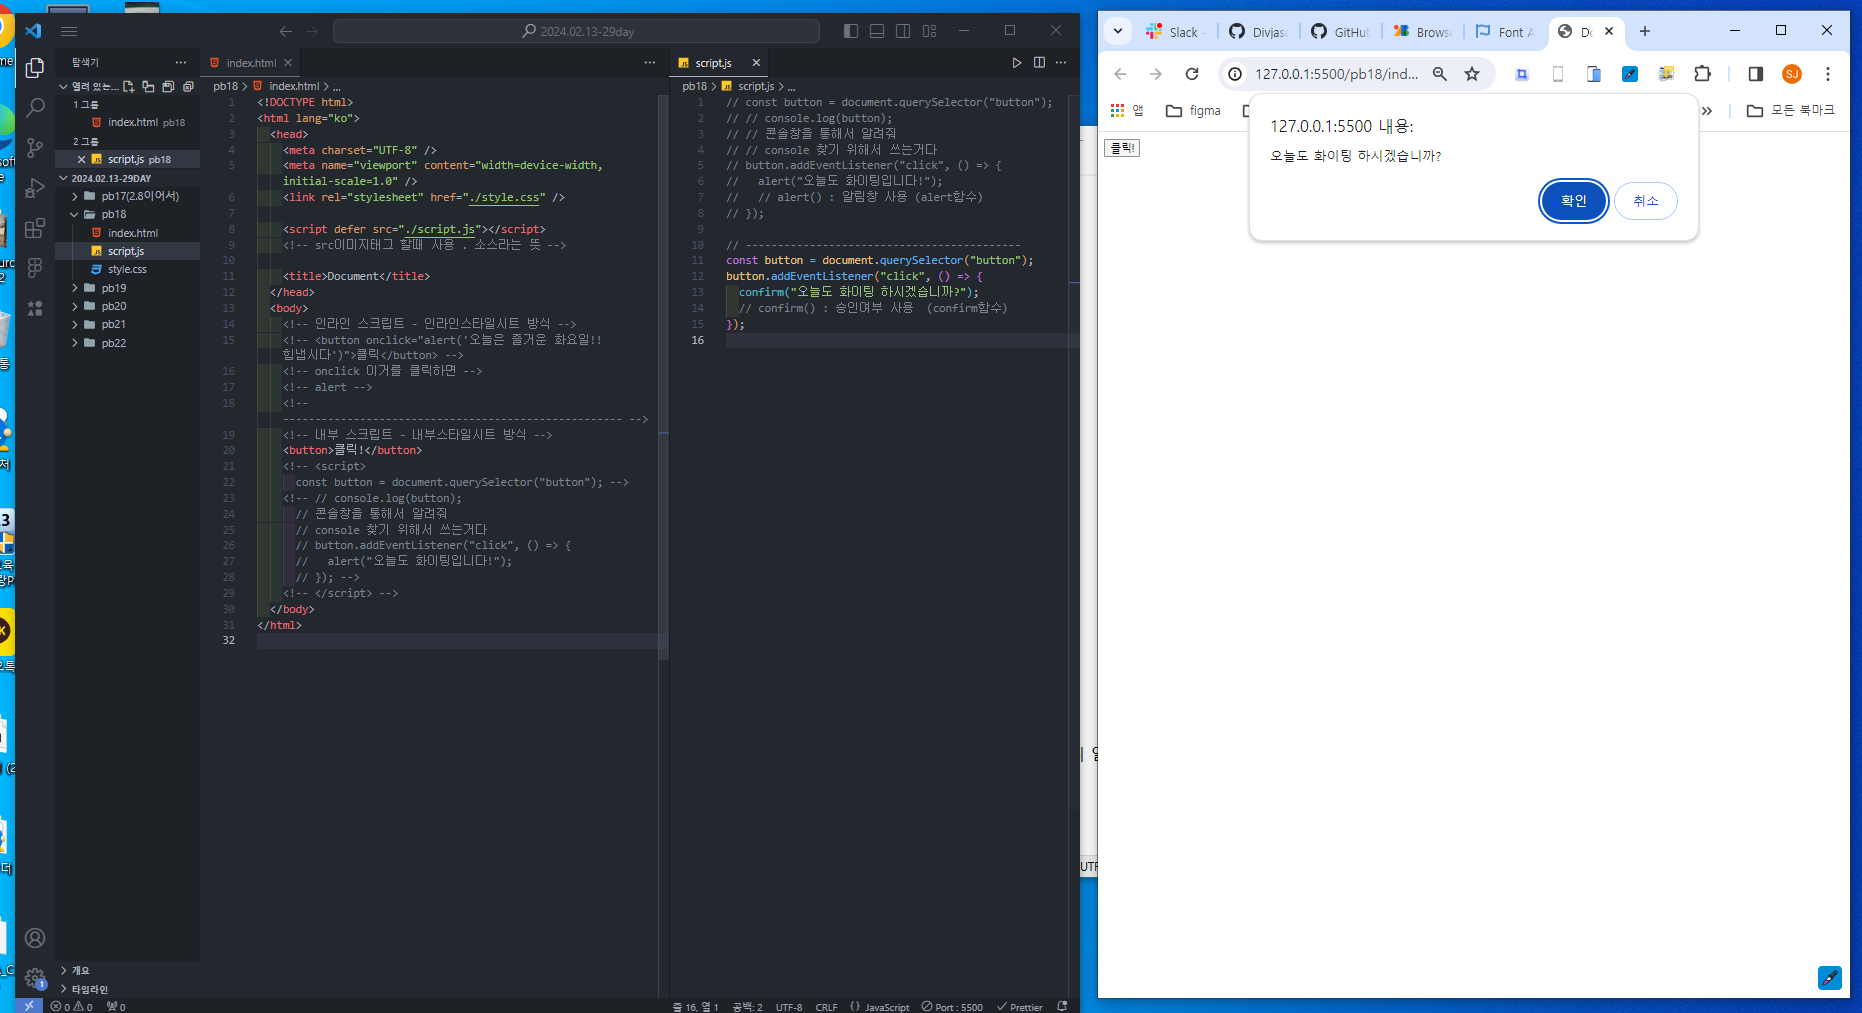 2024.02.13-29day
탐색기
index.html
script.js
열려 있는...
1 그룹
index.html pb18
2 그룹
script.js pb18
2024.02.13-29DAY
pb17(2.8이어서)
pb18
index.html
script.js
style.css
pb19
pb20
pb21
pb22
개요
타임라인
pb18 > index.html > ...
1 <!DOCTYPE html>
2 <html lang="ko">
3 <head>
4 <meta charset="UTF-8" />
5 <meta name="viewport" content="width=device-width,
initial-scale=1.0" />
6 <link rel="stylesheet" href="./style.css" />
7
8 <script defer src="./script.js"></script>
9 <!-- src이미지태그 할때 사용 . 소스라는 뜻 -->
10
11 <title>Document</title>
12 </head>
13 <body>
14 <!-- 인라인 스크립트 - 인라인스타일시트 방식 -->
15 <!-- <button onclick="alert('오늘은 즐거운 화요일!!
힘냅시다')">클릭</button> -->
16 <!-- onclick 이거를 클릭하면 -->
17 <!-- alert -->
18 <!--
----------------------------------------------------- -->
19 <!-- 내부 스크립트 - 내부스타일시트 방식 -->
20 <button>클릭!</button>
21 <!-- <script>
22 const button = document.querySelector("button"); -->
23 <!-- // console.log(button);
24 // 콘솔창을 통해서 알려줘
25 // console 찾기 위해서 쓰는거다
26 // button.addEventListener("click", () => {
27 //   alert("오늘도 화이팅입니다!");
28 // }); -->
29 <!-- </script> -->
30 </body>
31 </html>
32
pb18 > script.js > ...
1 // const button = document.querySelector("button");
2 // // console.log(button);
3 // // 콘솔창을 통해서 알려줘
4 // // console 찾기 위해서 쓰는거다
5 // button.addEventListener("click", () => {
6 //   alert("오늘도 화이팅입니다!");
7 //   // alert() : 알림창 사용 (alert함수)
8 // });
9
10 // -------------------------------------------
11 const button = document.querySelector("button");
12 button.addEventListener("click", () => {
13 confirm("오늘도 화이팅 하시겠습니까?");
14 // confirm() : 승인여부 사용  (confirm함수)
15 });
16
0 0 0
줄 16, 열 1 공백: 2 UTF-8 CRLF JavaScript Port : 5500 Prettier
Slack - Divjas GitHub Browse Font A Do
127.0.0.1:5500/pb18/ind... SJ
앱 figma 모든 북마크
127.0.0.1:5500 내용:
오늘도 화이팅 하시겠습니까?
확인 취소
클릭!